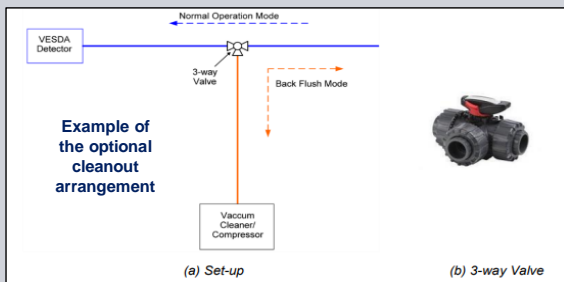 Normal Operation Mode
VESDA
Detector
3-way
Valve
Back Flush Mode
Example of
the optional
cleanout
arrangement
Vaccum
Cleaner/
Compressor
(a) Set-up
(b) 3-way Valve